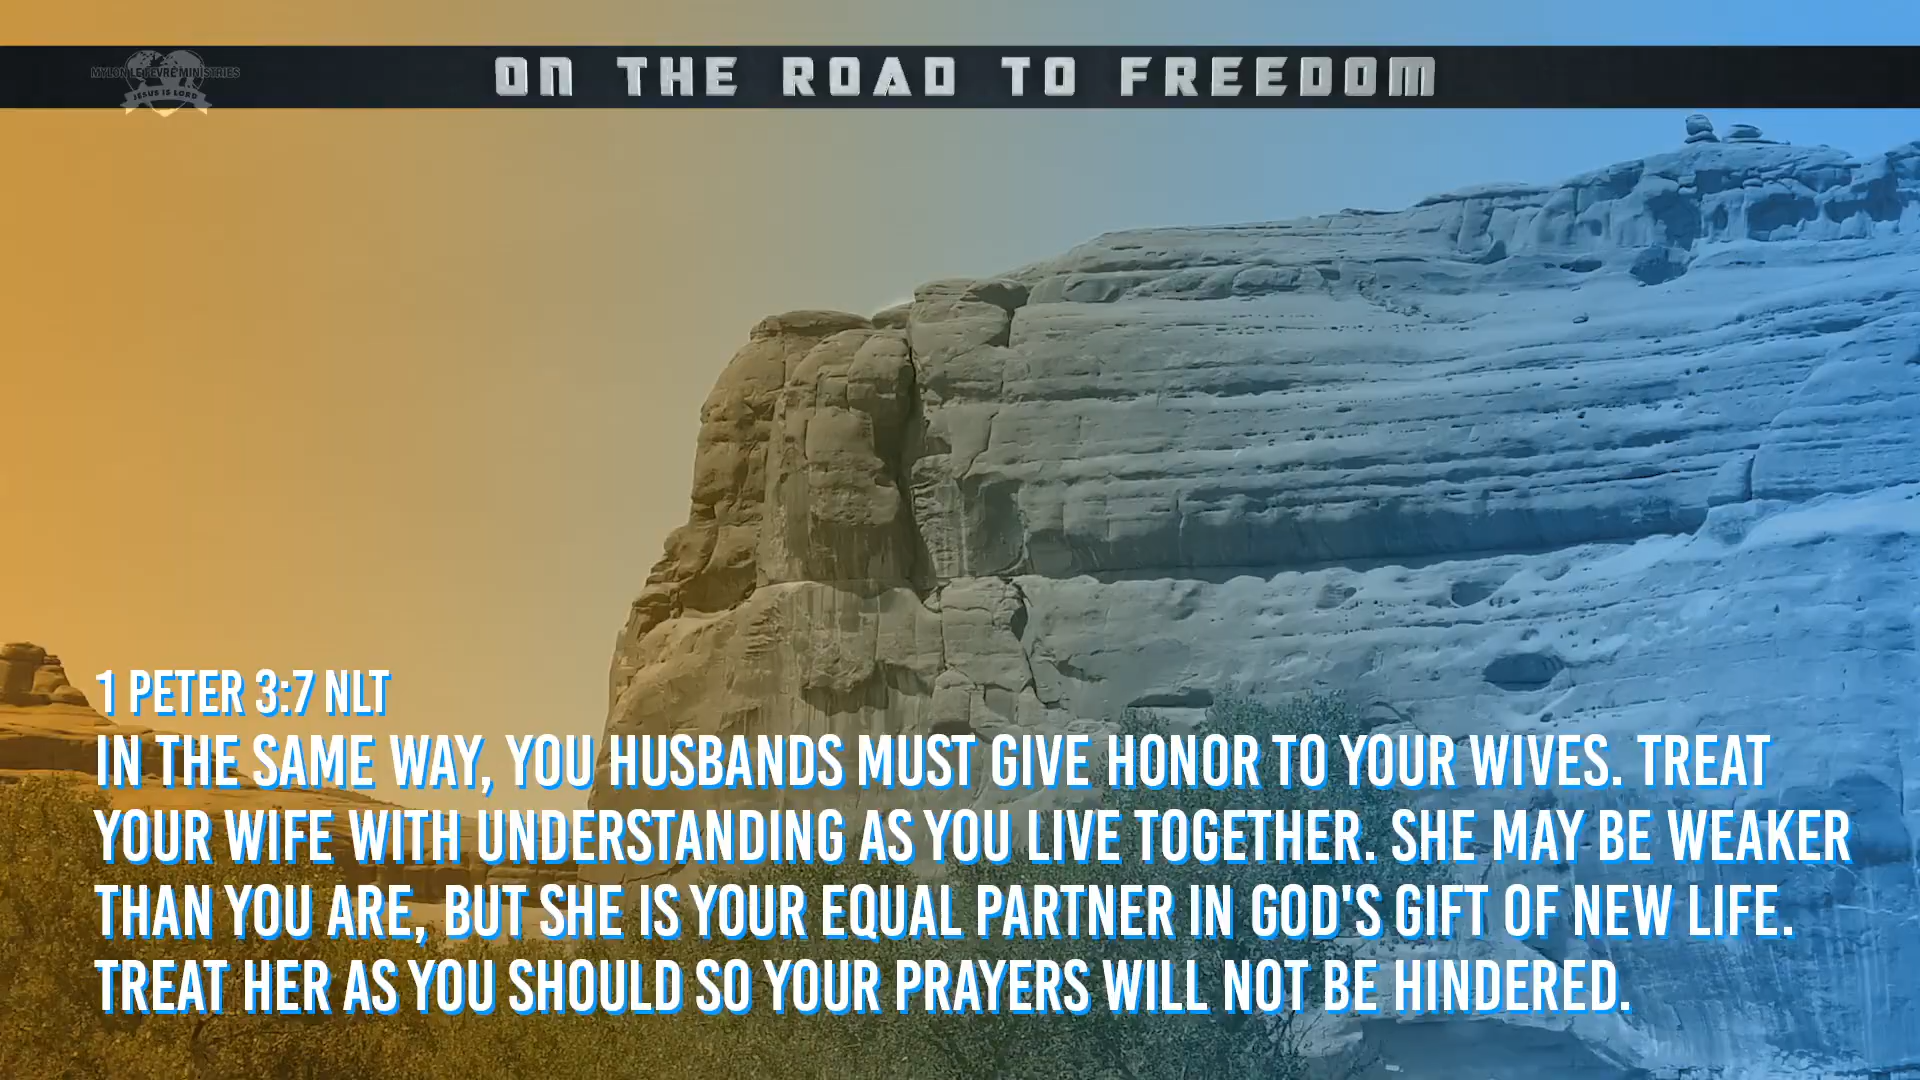 MYLON LE FEVRE MINISTRIES
JESUS IS LORD
ON THE ROAD TO FREEDOM
1 PETER 3:7 NLT
IN THE SAME WAY, YOU HUSBANDS MUST GIVE HONOR TO YOUR WIVES. TREAT
YOUR WIFE WITH UNDERSTANDING AS YOU LIVE TOGETHER. SHE MAY BE WEAKER
THAN YOU ARE, BUT SHE IS YOUR EQUAL PARTNER IN GOD'S GIFT OF NEW LIFE.
TREAT HER AS YOU SHOULD SO YOUR PRAYERS WILL NOT BE HINDERED.